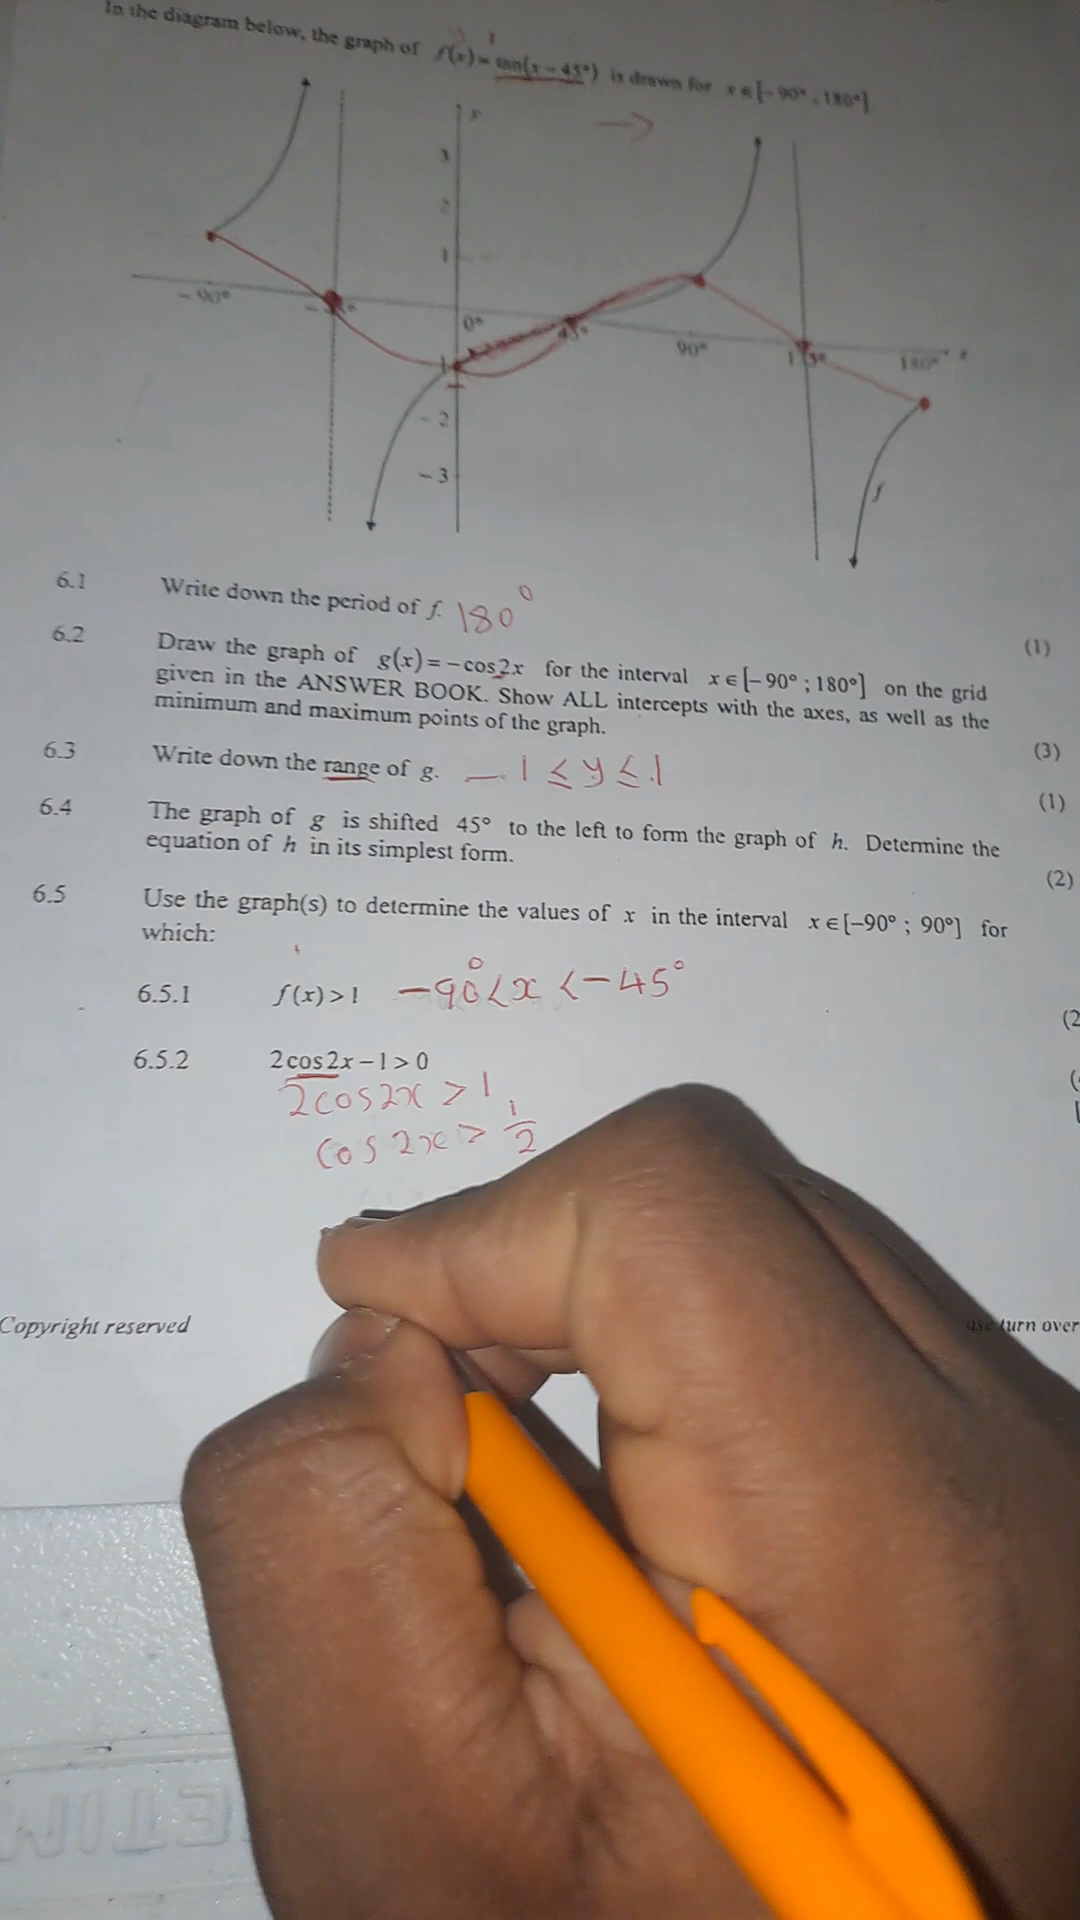 In the diagram below, the graph of f(x) = tan(x − 45°) is drawn for x ∈ [−90° ; 180°]
y
3
2
1
− 90°
0°
45°
90°
180°
x
− 2
− 3
f
6.1 Write down the period of f. 180°
(1)
6.2 Draw the graph of g(x) = − cos 2x for the interval x ∈ [− 90° ; 180°] on the grid
given in the ANSWER BOOK. Show ALL intercepts with the axes, as well as the
minimum and maximum points of the graph.
(3)
6.3 Write down the range of g. −1 ≤ y ≤ 1
(1)
6.4 The graph of g is shifted 45° to the left to form the graph of h. Determine the
equation of h in its simplest form.
(2)
6.5 Use the graph(s) to determine the values of x in the interval x ∈ [−90° ; 90°] for
which:
6.5.1 f(x) > 1 −90° < x < −45°
(2
6.5.2 2cos2x − 1 > 0
2cos2x > 1
cos 2x > 1/2
Copyright reserved
turn over